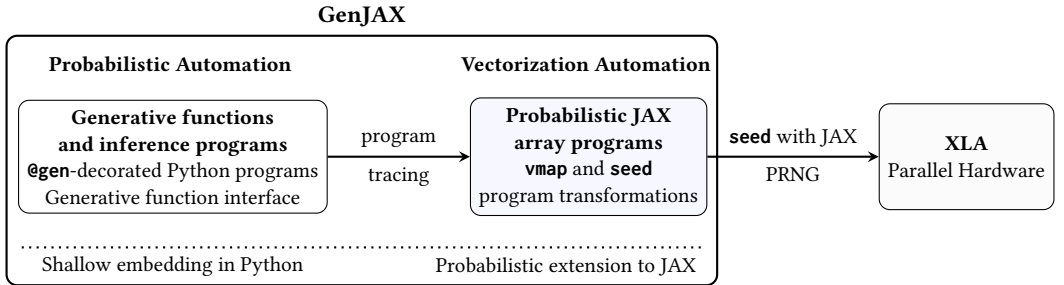 GenJAX
Probabilistic Automation
Vectorization Automation
Generative functions
and inference programs
@gen-decorated Python programs
Generative function interface
program
tracing
Probabilistic JAX
array programs
vmap and seed
program transformations
seed with JAX
PRNG
XLA
Parallel Hardware
Shallow embedding in Python
Probabilistic extension to JAX